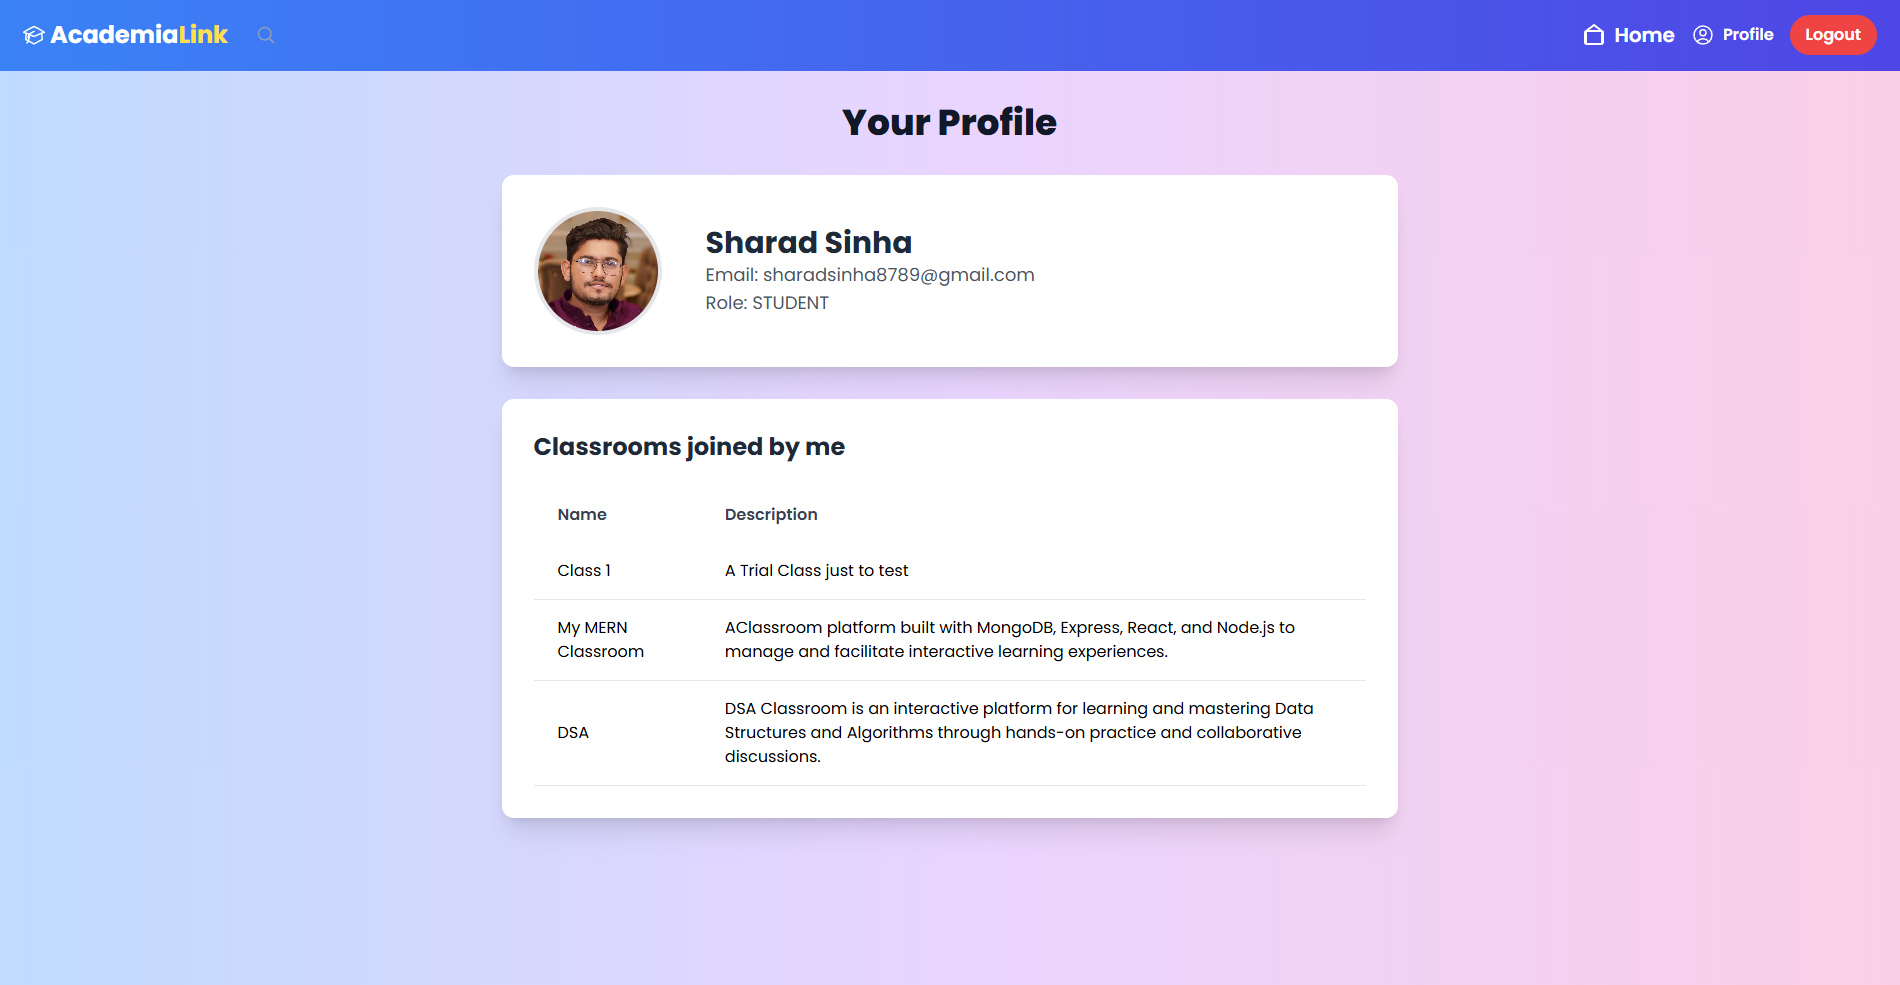 AcademiaLink
Home
Profile
Logout
Your Profile
Sharad Sinha
Email: sharadsinha8789@gmail.com
Role: STUDENT
Classrooms joined by me
Name Description
Class 1 A Trial Class just to test
My MERN
Classroom
AClassroom platform built with MongoDB, Express, React, and Node.js to
manage and facilitate interactive learning experiences.
DSA
DSA Classroom is an interactive platform for learning and mastering Data
Structures and Algorithms through hands-on practice and collaborative
discussions.